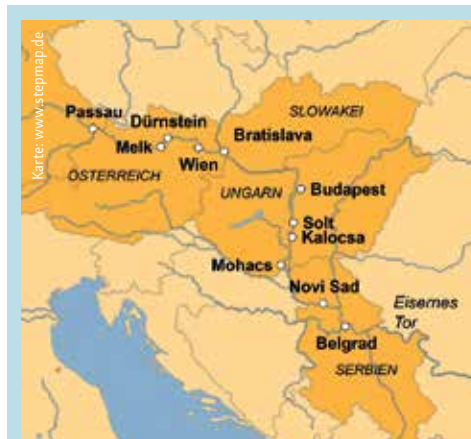 Karte: www.stepmap.de
SLOWAKEI
Passau
Dürnstein
Melk
Bratislava
Wien
ÖSTERREICH
UNGARN
Budapest
Solt
Kalocsa
Mohacs
Novi Sad
Eisernes
Tor
Belgrad
SERBIEN